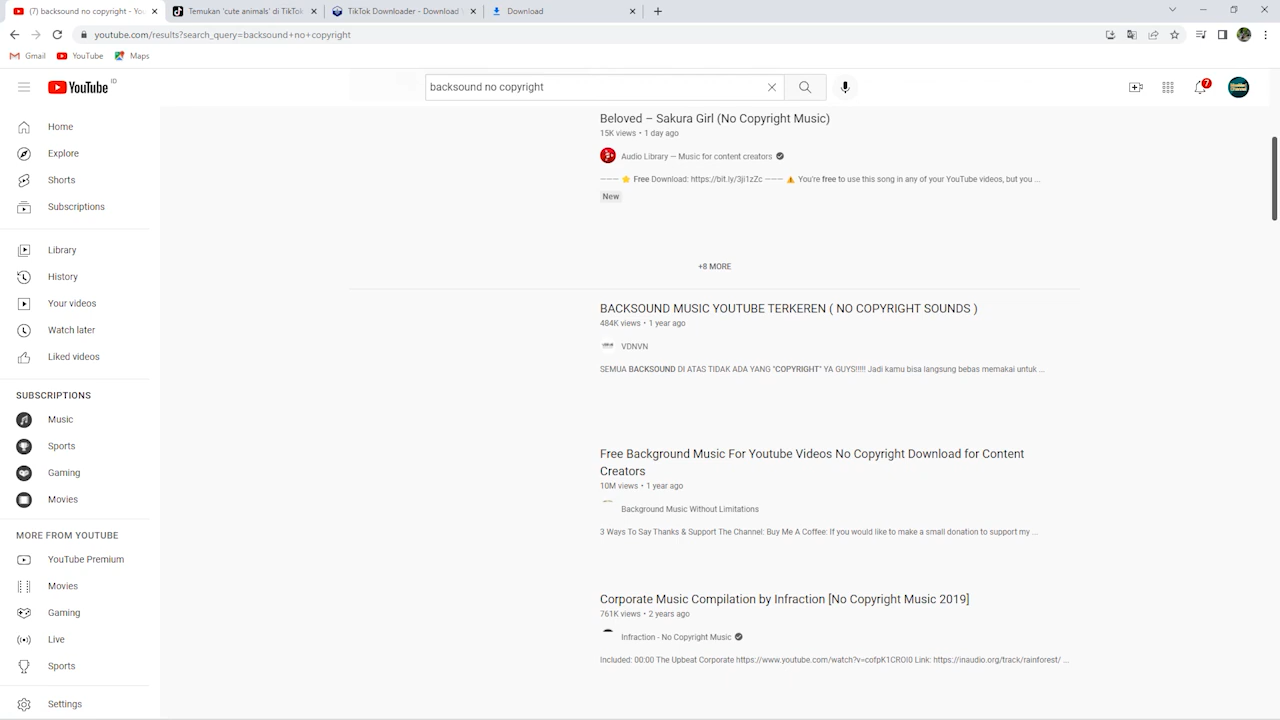 (7) backsound no copyright - Yo
Temukan 'cute animals' di TikTok
TikTok Downloader - Download
Download
youtube.com/results?search_query=backsound+no+copyright
Gmail
YouTube
Maps
YouTube ID
backsound no copyright
7
Home
Explore
Shorts
Subscriptions
Library
History
Your videos
Watch later
Liked videos
SUBSCRIPTIONS
Music
Sports
Gaming
Movies
MORE FROM YOUTUBE
YouTube Premium
Movies
Gaming
Live
Sports
Settings
Beloved – Sakura Girl (No Copyright Music)
15K views • 1 day ago
Audio Library — Music for content creators
——— ⭐ Free Download: https://bit.ly/3ji1zZc ——— ⚠️ You're free to use this song in any of your YouTube videos, but you ...
New
+8 MORE
BACKSOUND MUSIC YOUTUBE TERKEREN ( NO COPYRIGHT SOUNDS )
484K views • 1 year ago
VDNVN
SEMUA BACKSOUND DI ATAS TIDAK ADA YANG "COPYRIGHT" YA GUYS!!!!! Jadi kamu bisa langsung bebas memakai untuk ...
Free Background Music For Youtube Videos No Copyright Download for Content
Creators
10M views • 1 year ago
Background Music Without Limitations
3 Ways To Say Thanks & Support The Channel: Buy Me A Coffee: If you would like to make a small donation to support my ...
Corporate Music Compilation by Infraction [No Copyright Music 2019]
761K views • 2 years ago
Infraction - No Copyright Music
Included: 00:00 The Upbeat Corporate https://www.youtube.com/watch?v=cofpK1CROI0 Link: https://inaudio.org/track/rainforest/ ...